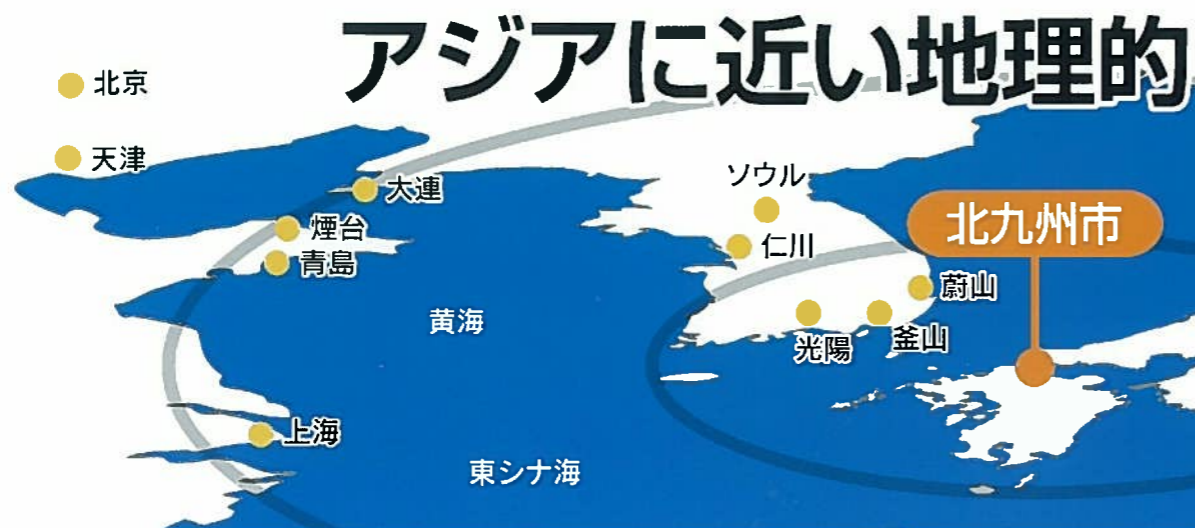 アジアに近い地理的
北京
天津
大連
煙台
青島
ソウル
仁川
北九州市
蔚山
釜山
光陽
黄海
上海
東シナ海